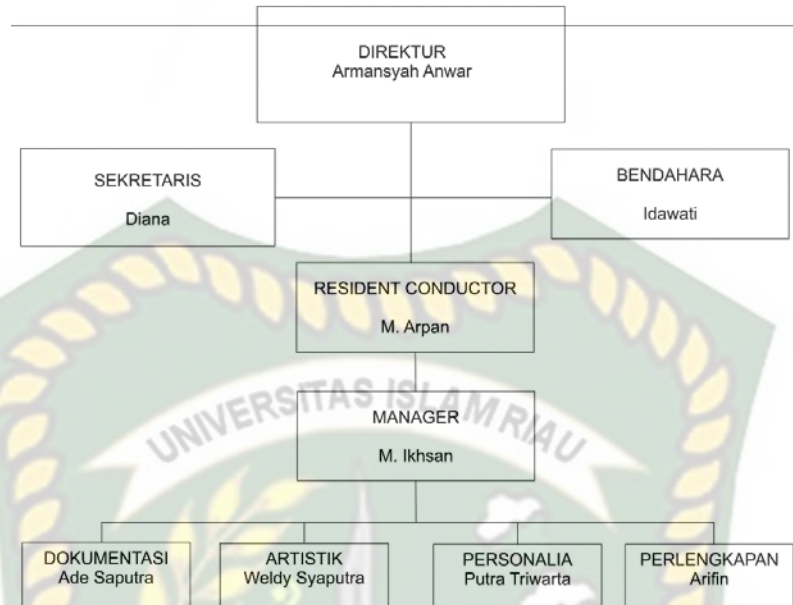 DIREKTUR
Armansyah Anwar
SEKRETARIS
Diana
BENDAHARA
Idawati
RESIDENT CONDUCTOR
M. Arpan
UNIVERSITAS ISLAM RIAU
MANAGER
M. Ikhsan
DOKUMENTASI
Ade Saputra
ARTISTIK
Weldy Syaputra
PERSONALIA
Putra Triwarta
PERLENGKAPAN
Arifin